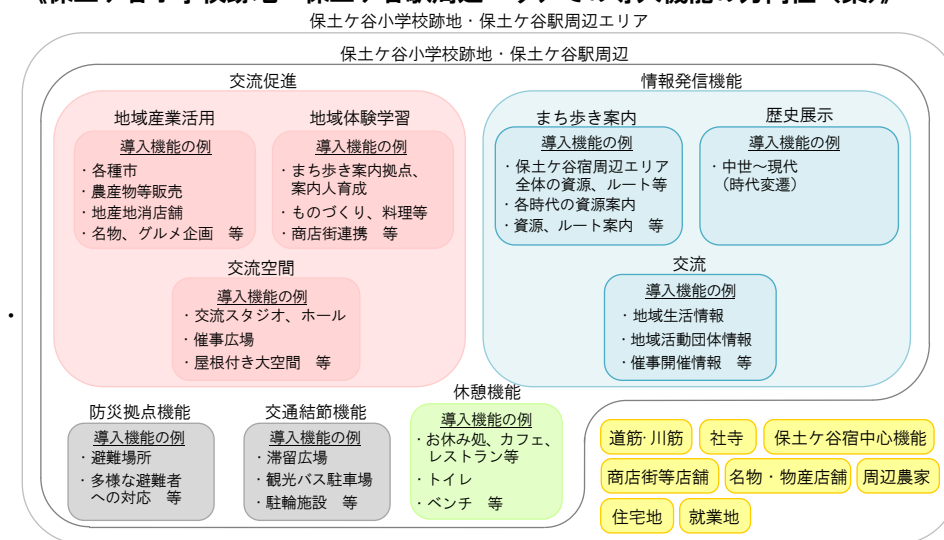 保土ケ谷小学校跡地・保土ケ谷駅周辺エリア
保土ケ谷小学校跡地・保土ケ谷駅周辺
交流促進
地域産業活用
導入機能の例
・各種市
・農産物等販売
・地産地消店舗
・名物、グルメ企画　等
地域体験学習
導入機能の例
・まち歩き案内拠点、
案内人育成
・ものづくり、料理等
・商店街連携　等
交流空間
導入機能の例
・交流スタジオ、ホール
・催事広場
・屋根付き大空間　等
情報発信機能
まち歩き案内
導入機能の例
・保土ケ谷宿周辺エリア
全体の資源、ルート等
・各時代の資源案内
・資源、ルート案内　等
歴史展示
導入機能の例
・中世～現代
（時代変遷）
交流
導入機能の例
・地域生活情報
・地域活動団体情報
・催事開催情報　等
防災拠点機能
導入機能の例
・避難場所
・多様な避難者
への対応　等
交通結節機能
導入機能の例
・滞留広場
・観光バス駐車場
・駐輪施設　等
休憩機能
導入機能の例
・お休み処、カフェ、
レストラン等
・トイレ
・ベンチ　等
道筋・川筋
社寺
保土ケ谷宿中心機能
商店街等店舗
名物・物産店舗
周辺農家
住宅地
就業地